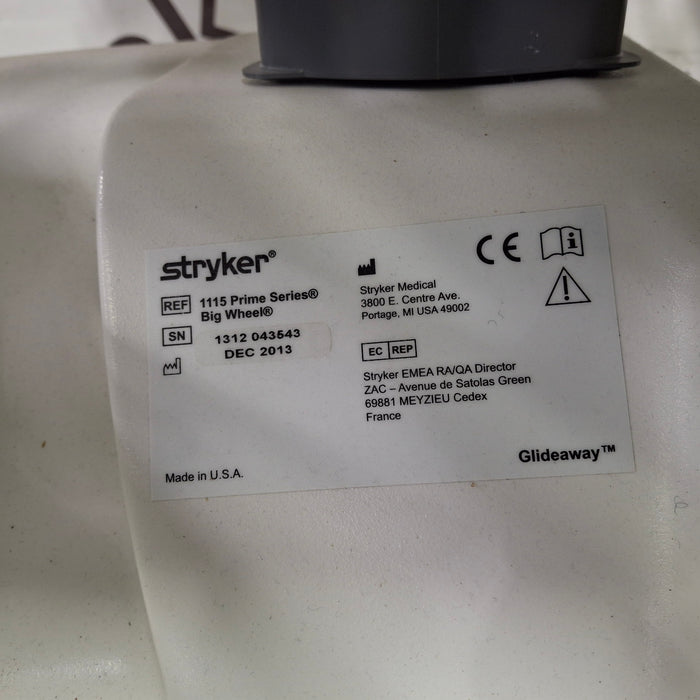 stryker®
REF 1115 Prime Series®
Big Wheel®
SN 1312 043543
DEC 2013
Made in U.S.A.
Stryker Medical
3800 E. Centre Ave.
Portage, MI USA 49002
EC REP
Stryker EMEA RA/QA Director
ZAC – Avenue de Satolas Green
69881 MEYZIEU Cedex
France
CE
Glideaway™